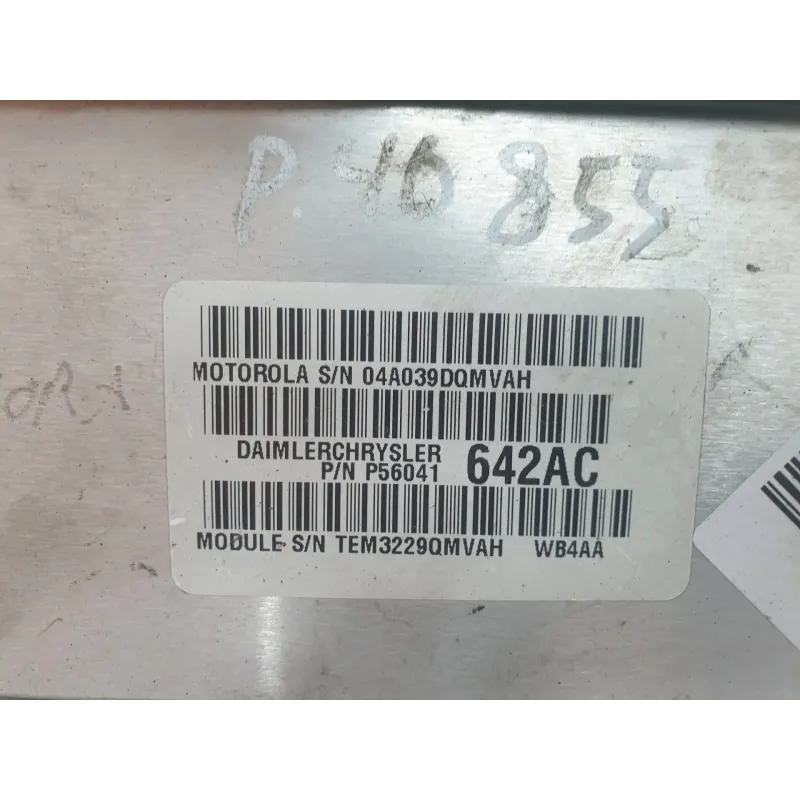 P.46855
MOTOROLA S/N 04A039DQMVAH
DAIMLERCHRYSLER
P/N P56041 642AC
MODULE S/N TEM3229QMVAH WB4AA